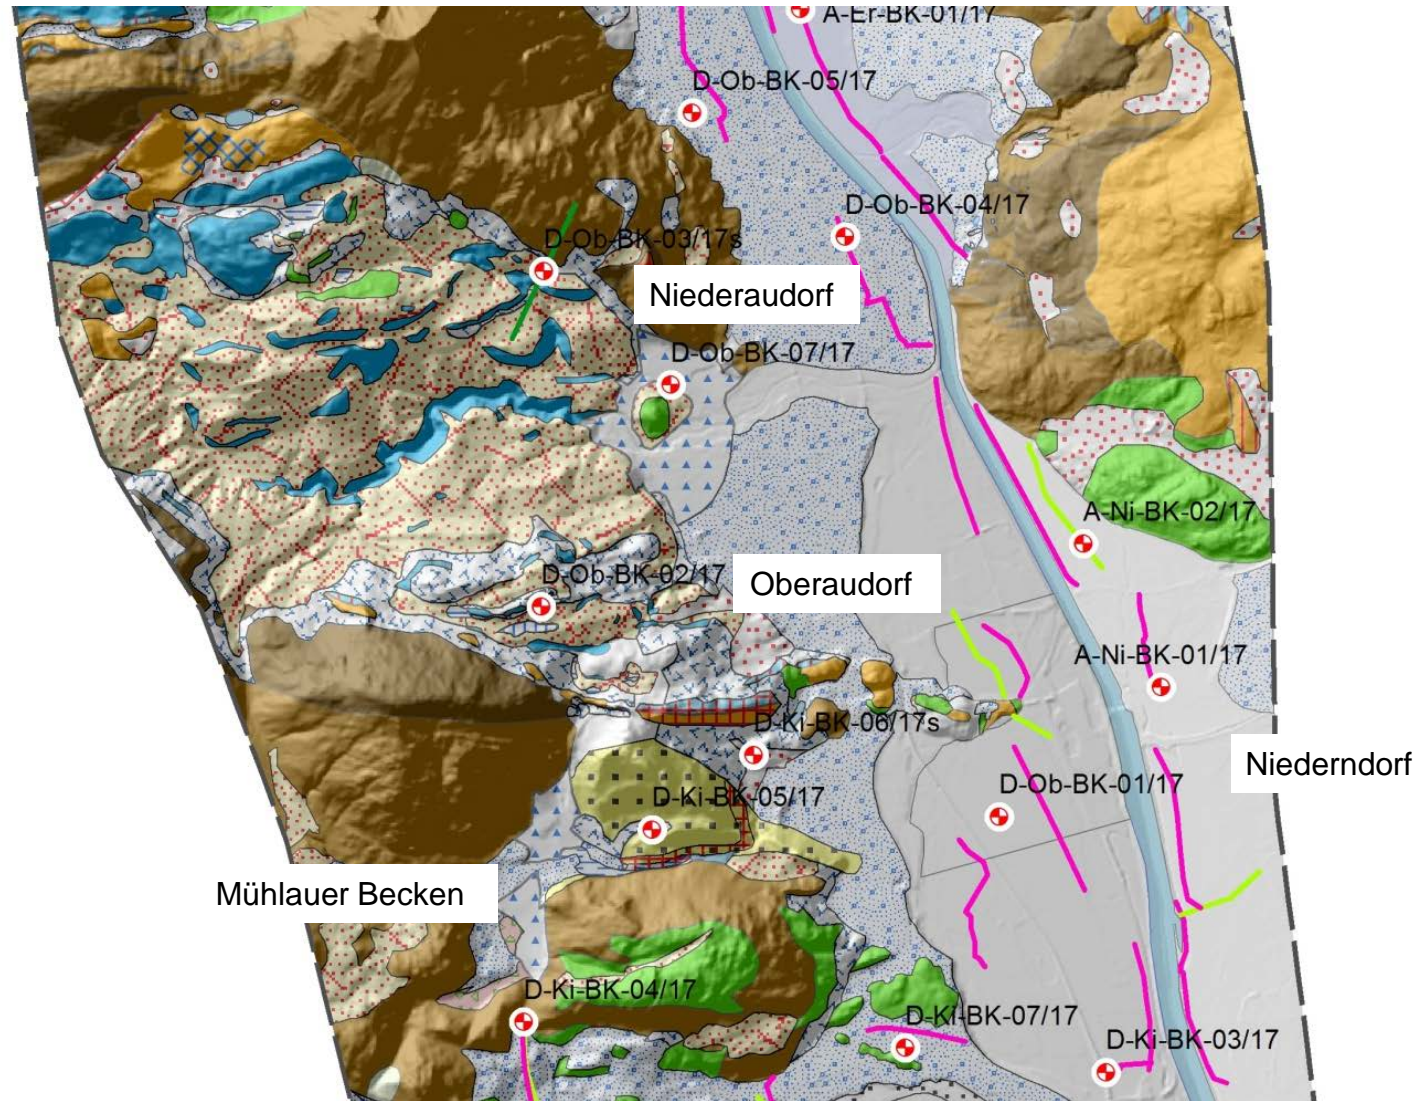 A-Er-BK-01/17
D-Ob-BK-05/17
D-Ob-BK-04/17
D-Ob-BK-03/17s
Niederaudorf
D-Ob-BK-07/17
A-Ni-BK-02/17
D-Ob-BK-02/17
Oberaudorf
A-Ni-BK-01/17
D-Ki-BK-06/17s
Niederndorf
D-Ob-BK-01/17
D-Ki-BK-05/17
Mühlauer Becken
D-Ki-BK-04/17
D-Ki-BK-07/17
D-Ki-BK-03/17